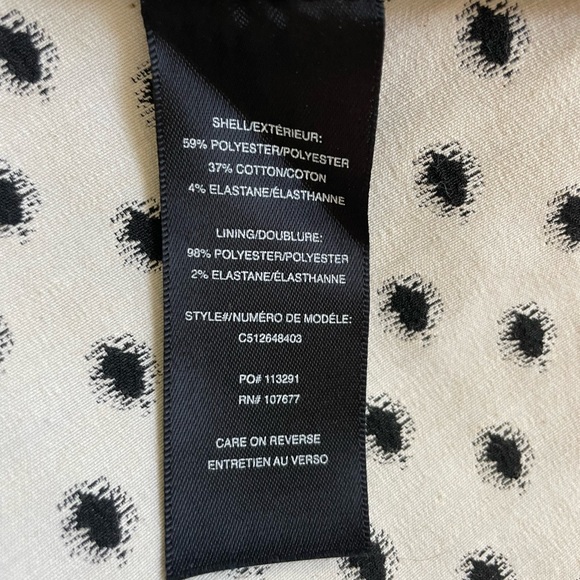 SHELL/EXTÉRIEUR:
59% POLYESTER/POLYESTER
37% COTTON/COTON
4% ELASTANE/ÉLASTHANNE
LINING/DOUBLURE:
98% POLYESTER/POLYESTER
2% ELASTANE/ÉLASTHANNE
STYLE#/NUMÉRO DE MODÉLE:
C512648403
PO# 113291
RN# 107677
CARE ON REVERSE
ENTRETIEN AU VERSO